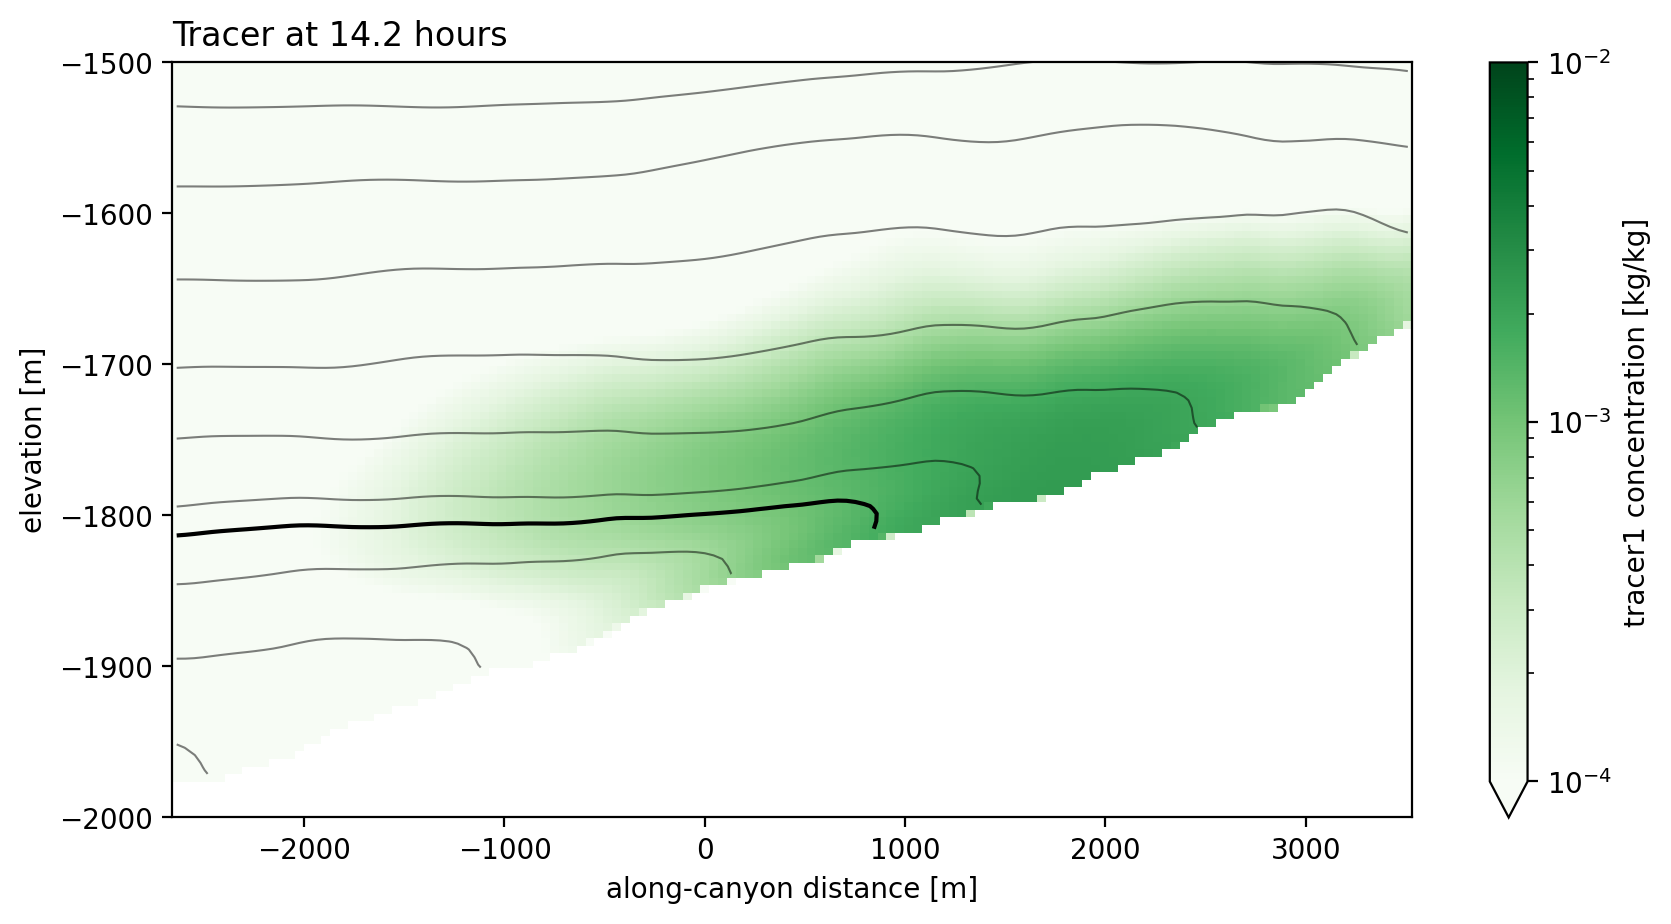 Tracer at 14.2 hours
−1500
−1600
−1700
−1800
−1900
−2000
elevation [m]
−2000 −1000 0 1000 2000 3000
along-canyon distance [m]
10⁻²
10⁻³
10⁻⁴
tracer1 concentration [kg/kg]